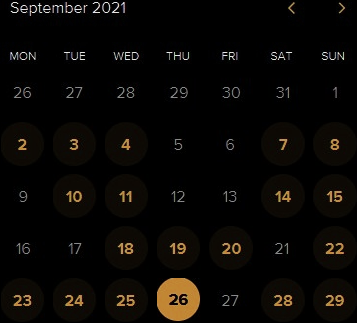 September 2021 < >
MON TUE WED THU FRI SAT SUN
26 27 28 29 30 31 1
2 3 4 5 6 7 8
9 10 11 12 13 14 15
16 17 18 19 20 21 22
23 24 25 26 27 28 29